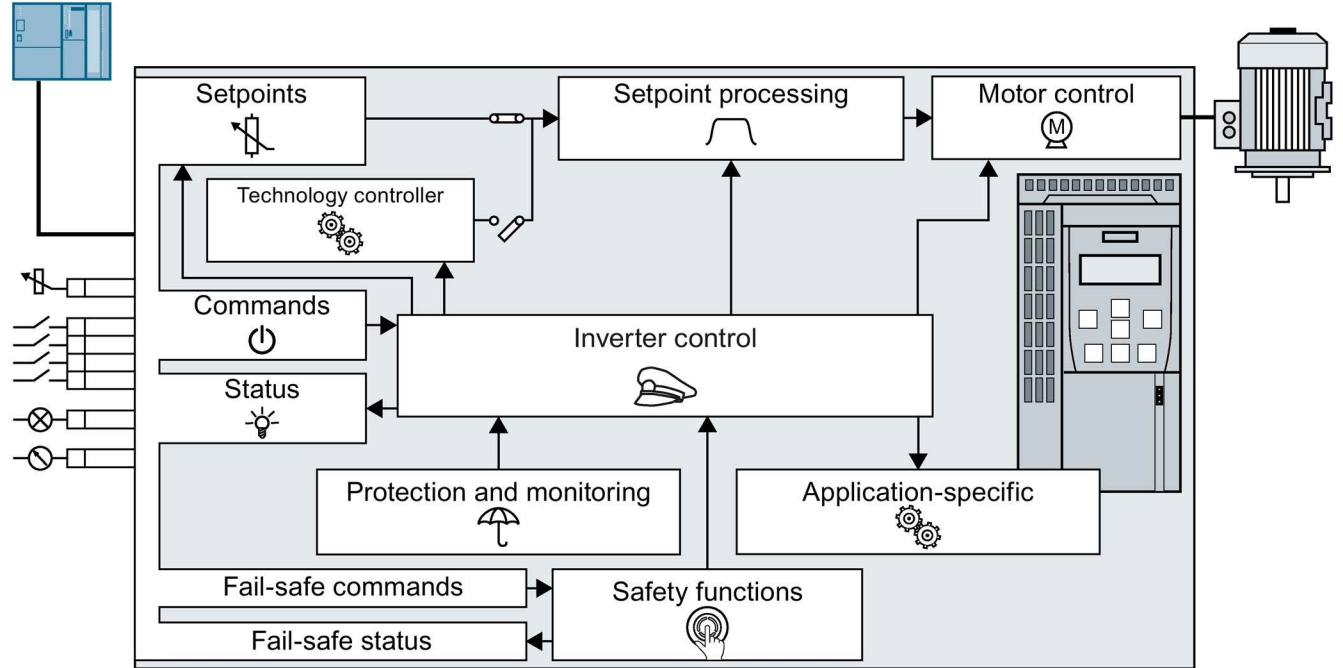 Setpoints
Setpoint processing
Motor control
M
Technology controller
Commands
Inverter control
Status
Protection and monitoring
Application-specific
Fail-safe commands
Safety functions
Fail-safe status